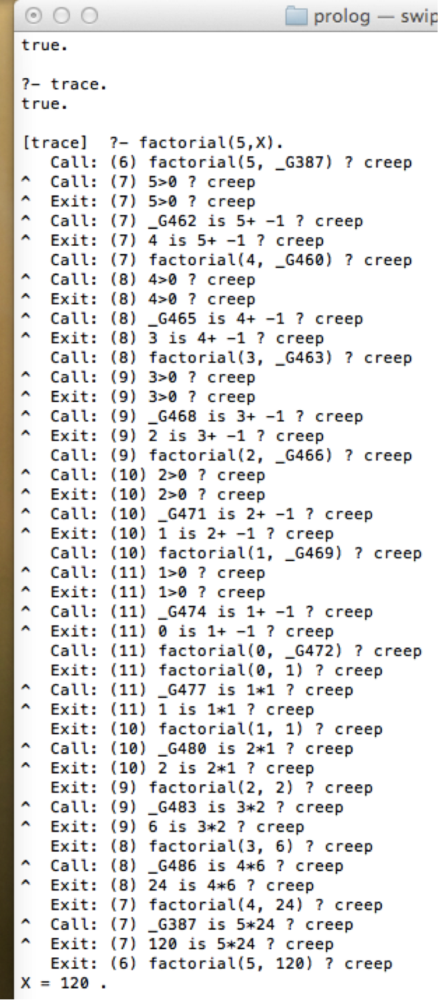 prolog — swip
true.
?- trace.
true.
[trace]  ?- factorial(5,X).
   Call: (6) factorial(5, _G387) ? creep
^  Call: (7) 5>0 ? creep
^  Exit: (7) 5>0 ? creep
^  Call: (7) _G462 is 5+ -1 ? creep
^  Exit: (7) 4 is 5+ -1 ? creep
   Call: (7) factorial(4, _G460) ? creep
^  Call: (8) 4>0 ? creep
^  Exit: (8) 4>0 ? creep
^  Call: (8) _G465 is 4+ -1 ? creep
^  Exit: (8) 3 is 4+ -1 ? creep
   Call: (8) factorial(3, _G463) ? creep
^  Call: (9) 3>0 ? creep
^  Exit: (9) 3>0 ? creep
^  Call: (9) _G468 is 3+ -1 ? creep
^  Exit: (9) 2 is 3+ -1 ? creep
   Call: (9) factorial(2, _G466) ? creep
^  Call: (10) 2>0 ? creep
^  Exit: (10) 2>0 ? creep
^  Call: (10) _G471 is 2+ -1 ? creep
^  Exit: (10) 1 is 2+ -1 ? creep
   Call: (10) factorial(1, _G469) ? creep
^  Call: (11) 1>0 ? creep
^  Exit: (11) 1>0 ? creep
^  Call: (11) _G474 is 1+ -1 ? creep
^  Exit: (11) 0 is 1+ -1 ? creep
   Call: (11) factorial(0, _G472) ? creep
   Exit: (11) factorial(0, 1) ? creep
^  Call: (11) _G477 is 1*1 ? creep
^  Exit: (11) 1 is 1*1 ? creep
   Exit: (10) factorial(1, 1) ? creep
^  Call: (10) _G480 is 2*1 ? creep
^  Exit: (10) 2 is 2*1 ? creep
   Exit: (9) factorial(2, 2) ? creep
^  Call: (9) _G483 is 3*2 ? creep
^  Exit: (9) 6 is 3*2 ? creep
   Exit: (8) factorial(3, 6) ? creep
^  Call: (8) _G486 is 4*6 ? creep
^  Exit: (8) 24 is 4*6 ? creep
   Exit: (7) factorial(4, 24) ? creep
^  Call: (7) _G387 is 5*24 ? creep
^  Exit: (7) 120 is 5*24 ? creep
   Exit: (6) factorial(5, 120) ? creep
X = 120 .